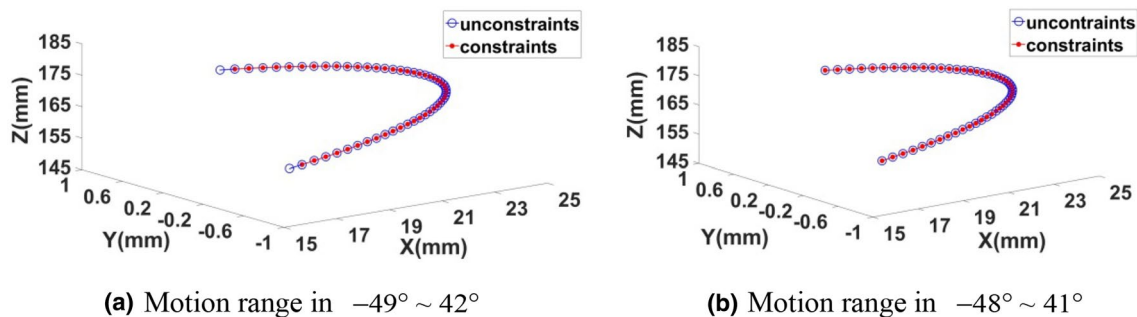 unconstraints
constraints
185
175
165
155
145
Z(mm)
1
0.6
0.2
-0.2
-0.6
-1
Y(mm)
15
17
19
21
23
25
X(mm)
(a) Motion range in −49° ~ 42°
uncontraints
constraints
185
175
165
155
145
Z(mm)
1
0.6
0.2
-0.2
-0.6
-1
Y(mm)
15
17
19
21
23
25
X(mm)
(b) Motion range in −48° ~ 41°